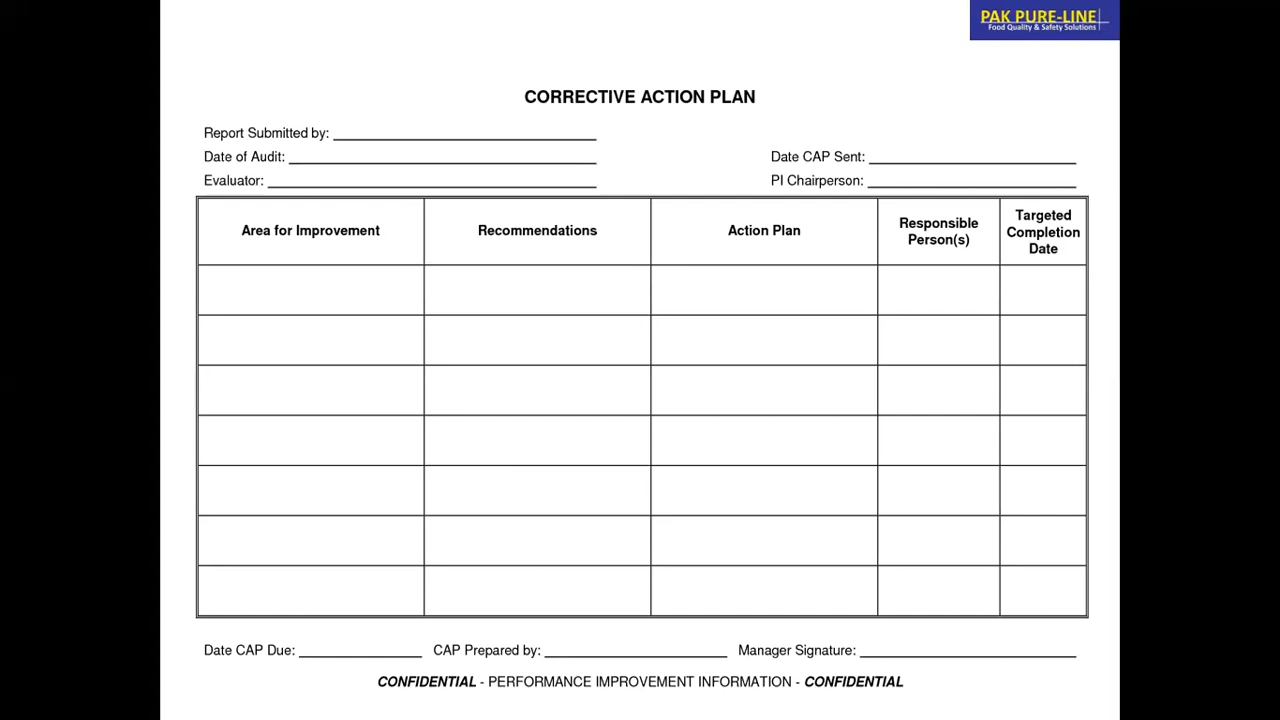 PAK PURE-LINE
Food Quality & Safety Solutions
CORRECTIVE ACTION PLAN
Report Submitted by:
Date of Audit:
Date CAP Sent:
Evaluator:
PI Chairperson:
Area for Improvement
Recommendations
Action Plan
Responsible
Person(s)
Targeted
Completion
Date
Date CAP Due:
CAP Prepared by:
Manager Signature:
CONFIDENTIAL - PERFORMANCE IMPROVEMENT INFORMATION - CONFIDENTIAL